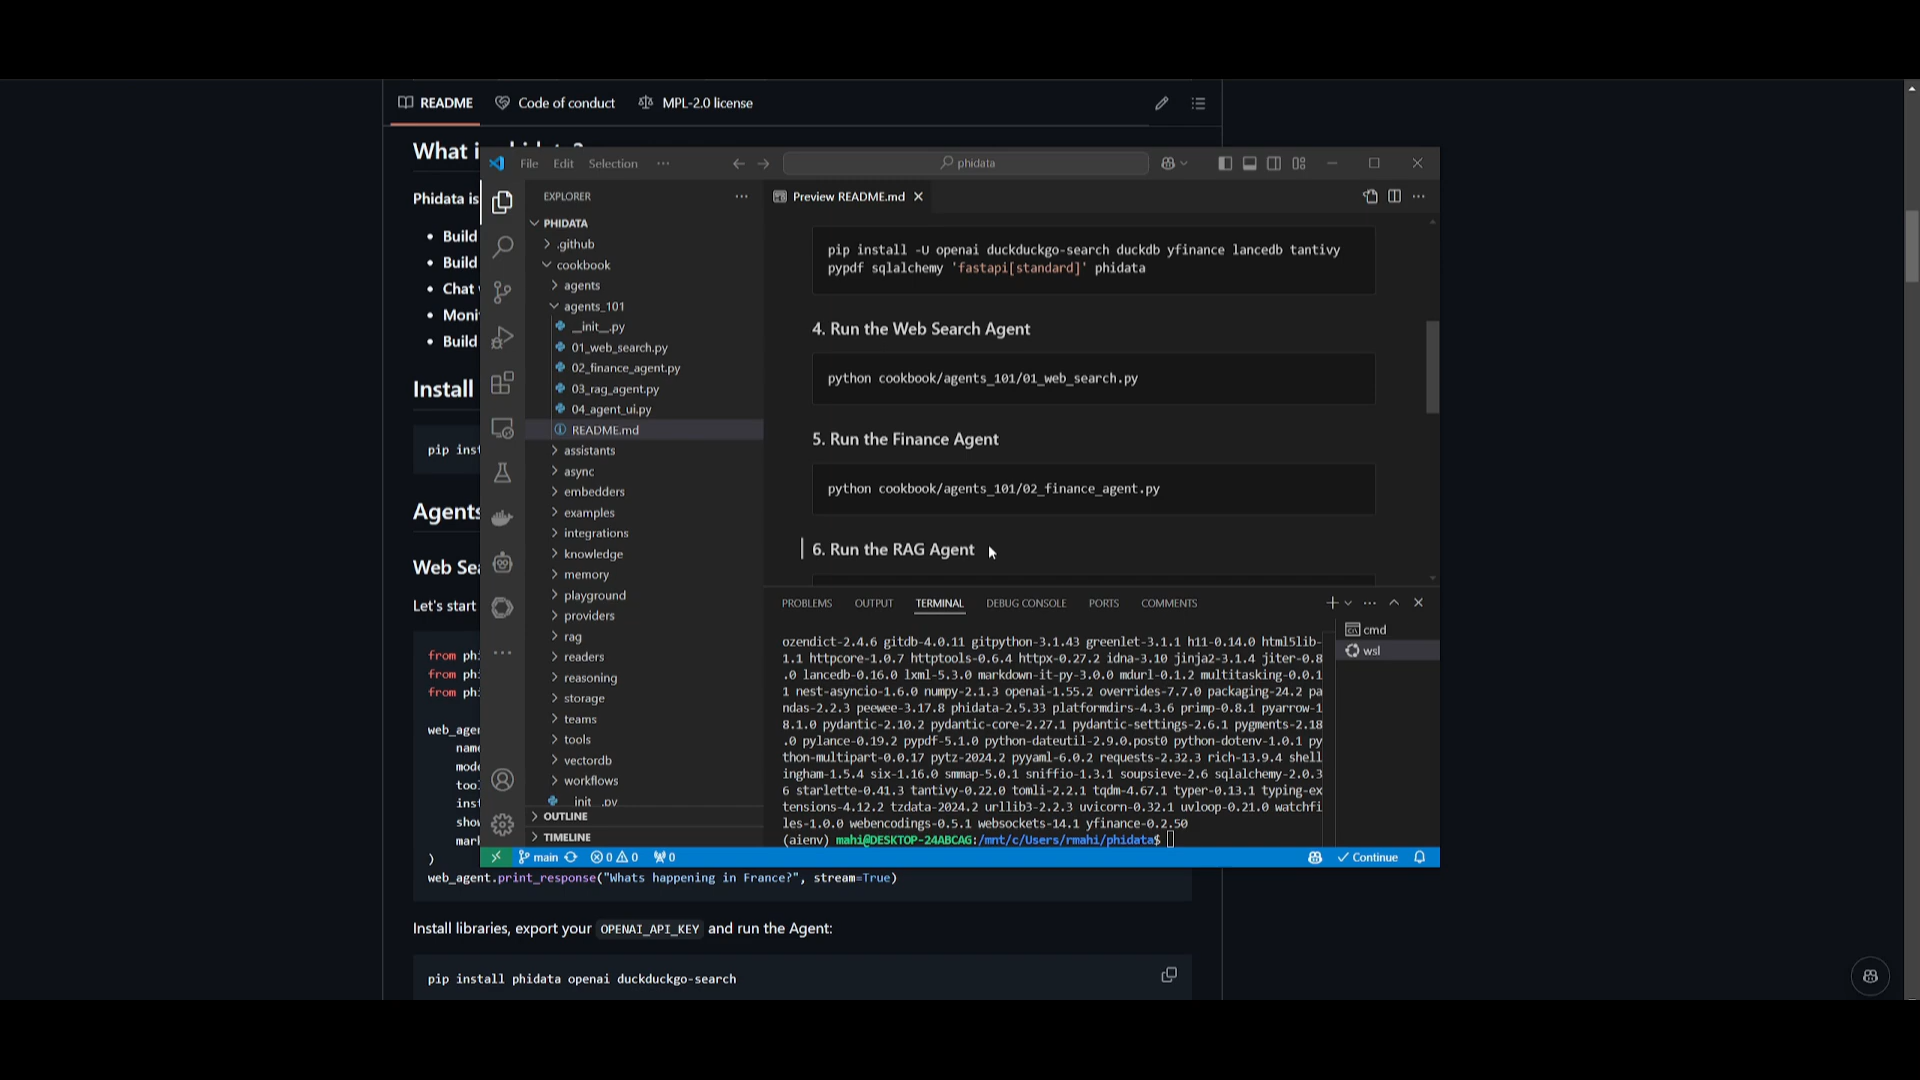 README
Code of conduct
MPL-2.0 license
What i
Phidata is
Build
Build
Chat
Moni
Build
Install
pip inst
Agents
Web Sea
Let's start
from phi
from phi
from phi
web_agen
nam
mode
too
inst
show
mark
)
web_agent.print_response("Whats happening in France?", stream=True)
Install libraries, export your OPENAI_API_KEY and run the Agent:
pip install phidata openai duckduckgo-search
File Edit Selection ···
phidata
EXPLORER
PHIDATA
.github
cookbook
agents
agents_101
__init__.py
01_web_search.py
02_finance_agent.py
03_rag_agent.py
04_agent_ui.py
README.md
assistants
async
embedders
examples
integrations
knowledge
memory
playground
providers
rag
readers
reasoning
storage
teams
tools
vectordb
workflows
init .py
OUTLINE
TIMELINE
Preview README.md
pip install -U openai duckduckgo-search duckdb yfinance lancedb tantivy
pypdf sqlalchemy 'fastapi[standard]' phidata
4. Run the Web Search Agent
python cookbook/agents_101/01_web_search.py
5. Run the Finance Agent
python cookbook/agents_101/02_finance_agent.py
6. Run the RAG Agent
PROBLEMS OUTPUT TERMINAL DEBUG CONSOLE PORTS COMMENTS
cmd
wsl
ozendict-2.4.6 gitdb-4.0.11 gitpython-3.1.43 greenlet-3.1.1 h11-0.14.0 html5lib-
1.1 httpcore-1.0.7 httptools-0.6.4 httpx-0.27.2 idna-3.10 jinja2-3.1.4 jiter-0.8
.0 lancedb-0.16.0 lxml-5.3.0 markdown-it-py-3.0.0 mdurl-0.1.2 multitasking-0.0.1
1 nest-asyncio-1.6.0 numpy-2.1.3 openai-1.55.2 overrides-7.7.0 packaging-24.2 pa
ndas-2.2.3 peewee-3.17.8 phidata-2.5.33 platformdirs-4.3.6 primp-0.8.1 pyarrow-1
8.1.0 pydantic-2.10.2 pydantic-core-2.27.1 pydantic-settings-2.6.1 pygments-2.18
.0 pylance-0.19.2 pypdf-5.1.0 python-dateutil-2.9.0.post0 python-dotenv-1.0.1 py
thon-multipart-0.0.17 pytz-2024.2 pyyaml-6.0.2 requests-2.32.3 rich-13.9.4 shell
ingham-1.5.4 six-1.16.0 smmap-5.0.1 sniffio-1.3.1 soupsieve-2.6 sqlalchemy-2.0.3
6 starlette-0.41.3 tantivy-0.22.0 tomli-2.2.1 tqdm-4.67.1 typer-0.13.1 typing-ex
tensions-4.12.2 tzdata-2024.2 urllib3-2.2.3 uvicorn-0.32.1 uvloop-0.21.0 watchfi
les-1.0.0 webencodings-0.5.1 websockets-14.1 yfinance-0.2.50
(aienv) mahi@DESKTOP-24ABCAG:/mnt/c/Users/rmahi/phidata$
main 0 0 0
Continue